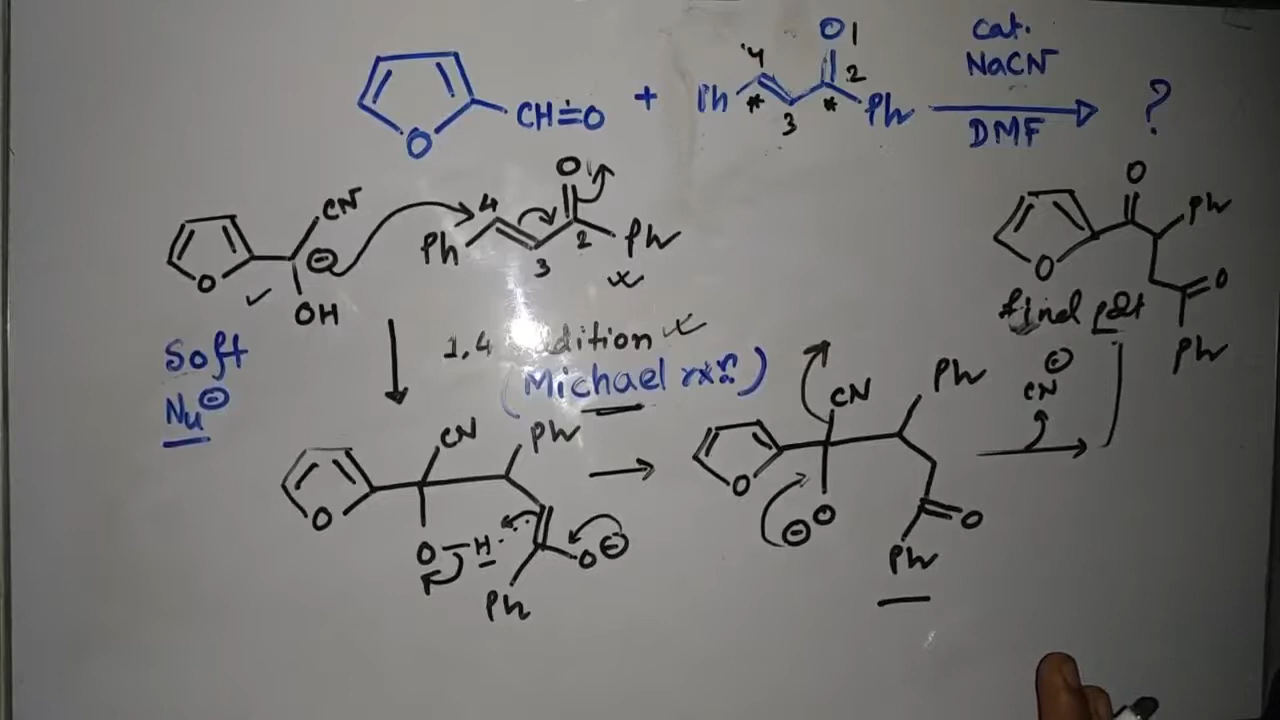 O CH=O + Ph 4 * 3 O 1 2 * Ph cat. NaCN DMF ?
O CN ⊖ OH Ph 4 3 O 2 Ph
O O Ph O Ph
Soft Nu⊖
1,4 addition
(Michael rxn)
final pdt
O CN Ph O-H Ph O⊖
O CN Ph ⊖O Ph O
CN⊖